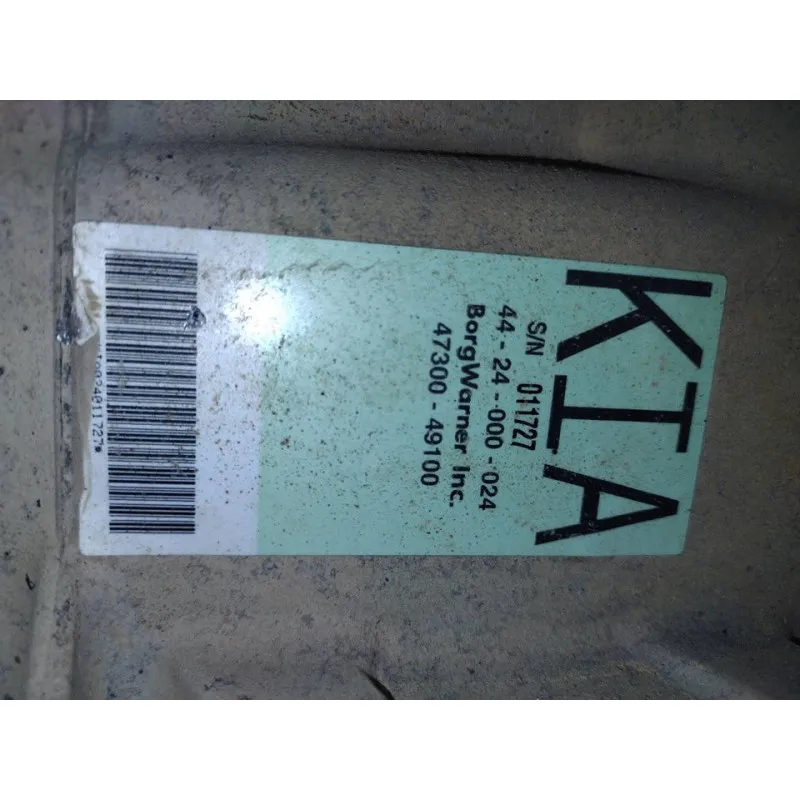 KIA
S/N 011727
44-24-000-024
BorgWarner Inc.
47300-49100